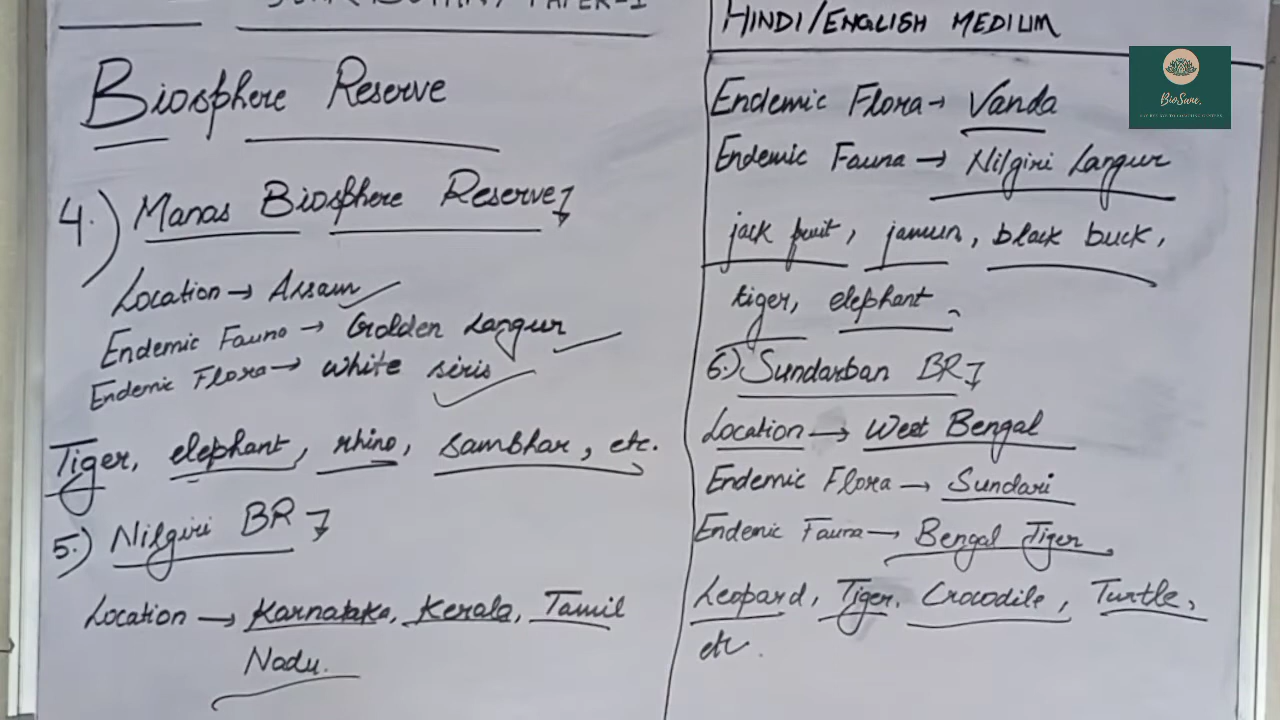 PAPER-I
Biosphere Reserve
4.) Manas Biosphere Reserve
Location → Assam
Endemic Fauna → Golden Langur
Endemic Flora → White siris
Tiger, elephant, rhino, sambhar, etc.
5.) Nilgiri BR
Location → Karnataka, Kerala, Tamil
Nadu.
HINDI/ENGLISH MEDIUM
Endemic Flora → Vanda
Endemic Fauna → Nilgiri Langur
jack fruit, jamun, black buck,
tiger, elephant.
6.) Sundarban BR
Location → West Bengal
Endemic Flora → Sundari
Endemic Fauna → Bengal Tiger
Leopard, Tiger, Crocodile, Turtle,
etc.
BioSane.